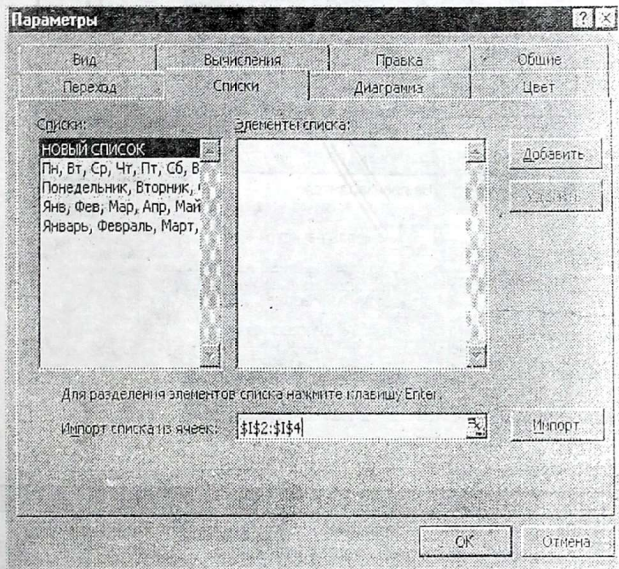 Параметры
Вид Вычисления Правка Общие
Переход Списки Диаграмма Цвет
Списки: Элементы списка:
НОВЫЙ СПИСОК
Пн, Вт, Ср, Чт, Пт, Сб, В
Понедельник, Вторник,
Янв, Фев, Мар, Апр, Май
Январь, Февраль, Март,
Добавить
Удалить
Для разделения элементов списка нажмите клавишу Enter.
Импорт списка из ячеек: $I$2:$I$4 Импорт
OK Отмена